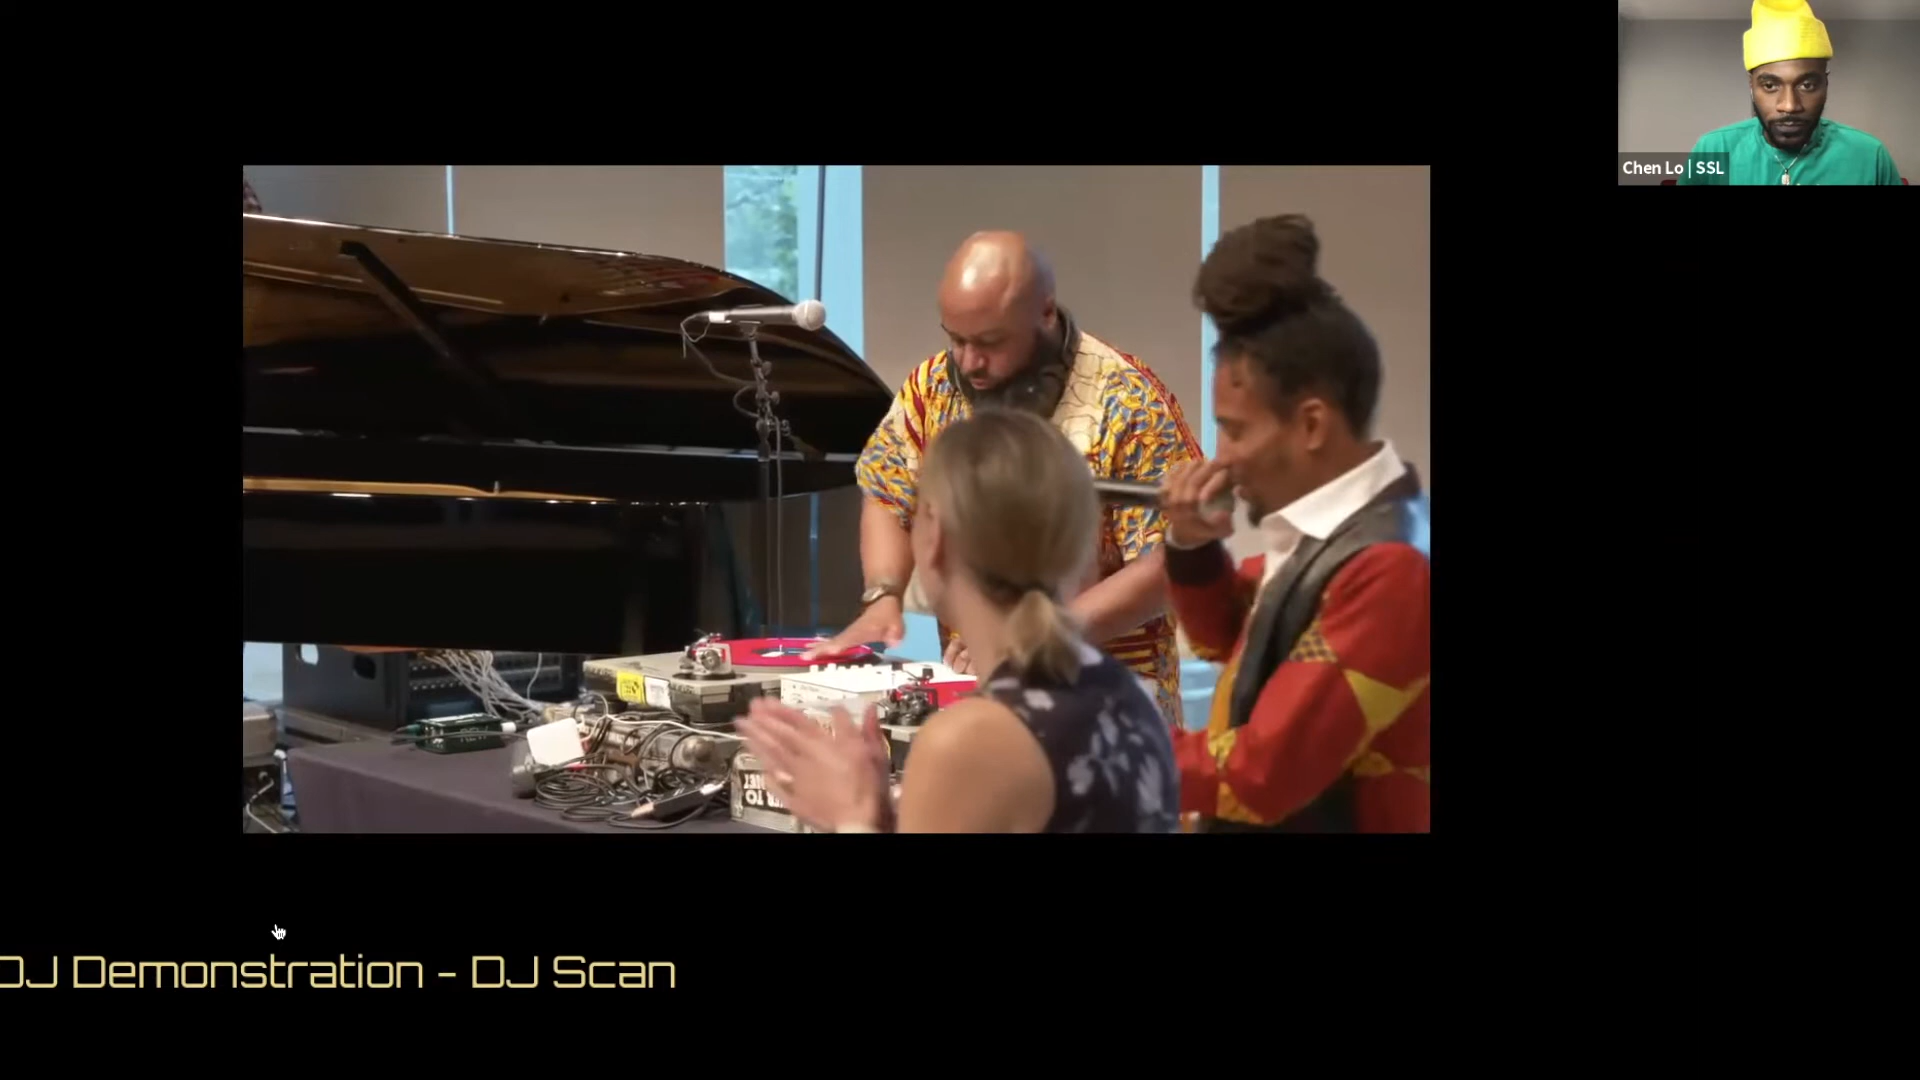 Chen Lo | SSL
DJ Demonstration - DJ Scan